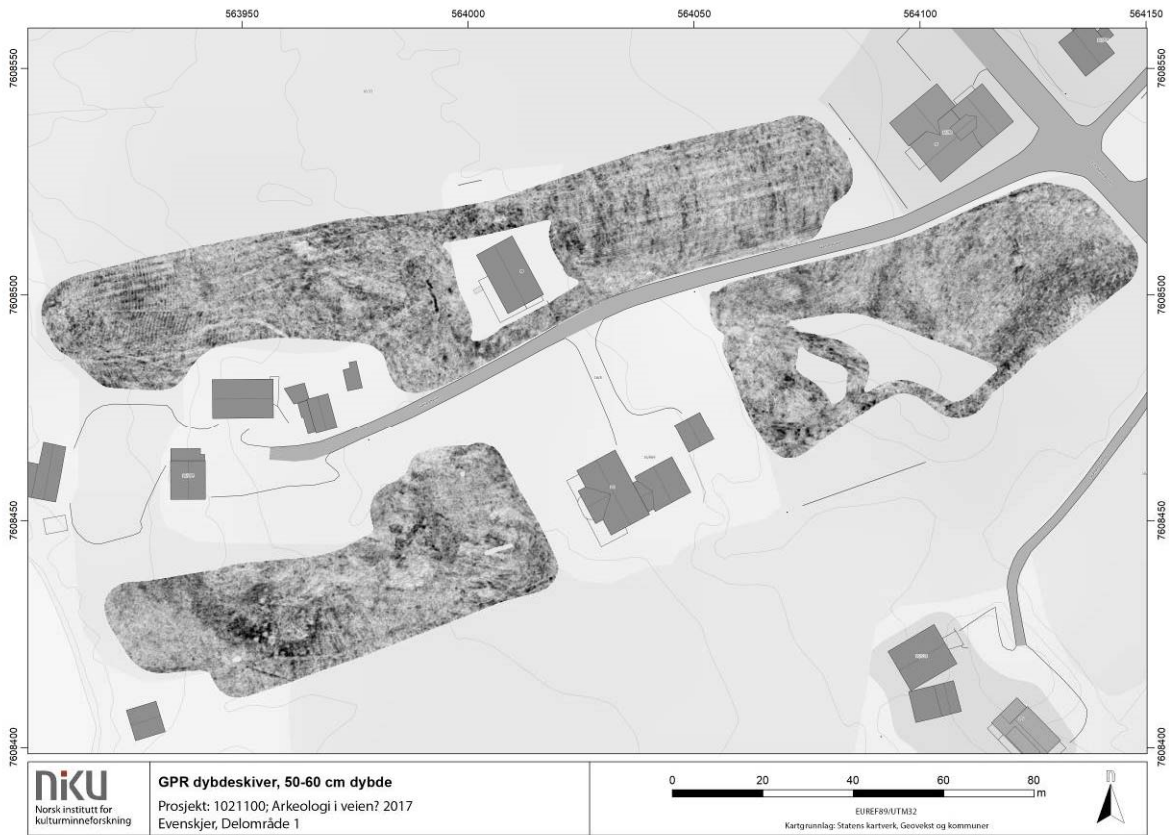 563950 564000 564050 564100 564150
7608550 7608550
7608500 7608500
7608450 7608450
7608400 7608400
niku
Norsk institutt for
kulturminneforskning
GPR dybdeskiver, 50-60 cm dybde
Prosjekt: 1021100; Arkeologi i veien? 2017
Evenskjer, Delområde 1
0 20 40 60 80
m
EUREF89/UTM32
Kartgrunnlag: Statens kartverk, Geovekst og kommuner
n